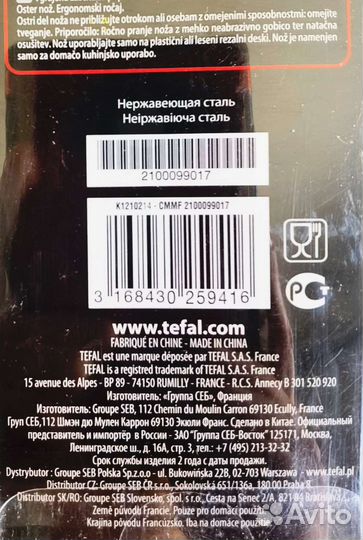 Oster nož. Ergonomski ročaj.
Ostri del noža ne približujte otrokom ali osebam z zmanjšanimi sposobnostmi: omejite
tveganje. Priporočilo: Ročno pranje noža z mehko neabrazivno gobico ter natačna
osušitev. Nož uporabljajte samo na plastični ali leseni rezalni deski. Nož je namenjen
samo za domačo kuhinjsko uporabo.
Нержавеющая сталь
Неіржавіюча сталь
2100099017
K1210214 - CMMF 2100099017
3 168430 259416
PC
www.tefal.com
FABRIQUÉ EN CHINE - MADE IN CHINA
TEFAL est une marque déposée par TEFAL S.A.S. France
TEFAL is a registred trademark of TEFAL S.A.S. France
15 avenue des Alpes - BP 89 - 74150 RUMILLY - FRANCE - R.C.S. Annecy B 301 520 920
Изготовитель: «Группа СЕБ», Франция
Изготовитель: Groupe SEB, 112 Chemin du Moulin Carron 69130 Ecully, France
Груп СЕБ,112 Шмэн дю Мулен Каррон 69130 Экюли Франс. Сделано в Китае. Официальный
представитель и импортёр в России - ЗАО "Группа СЕБ-Восток" 125171, Москва,
Ленинградское ш., д. 16А, стр. 3, тел.: +7 (495) 213-32-32
Срок службы изделия 2 года с даты продажи.
Dystrybutor : Groupe SEB Polska Sp.z.o.o - ul. Bukowińska 22B, 02-703 Warszawa - www.tefal.pl
Distributor CZ: Groupe SEB ČR, s.r.o., Sokolovská 651/136a, 180 00 Praha 8.
Distributor SK/RO: Groupe SEB Slovensko, spol. s r.o., Cesta na Senec 2/A, 821 04 Bratislava
Země původu Francie. Pouze pro domácí použití.
Krajina pôvodu Francúzsko. Iba na domáce použitie.
Avito